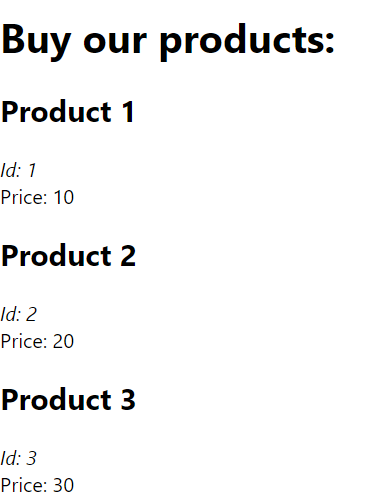 Buy our products:
Product 1
Id: 1
Price: 10
Product 2
Id: 2
Price: 20
Product 3
Id: 3
Price: 30